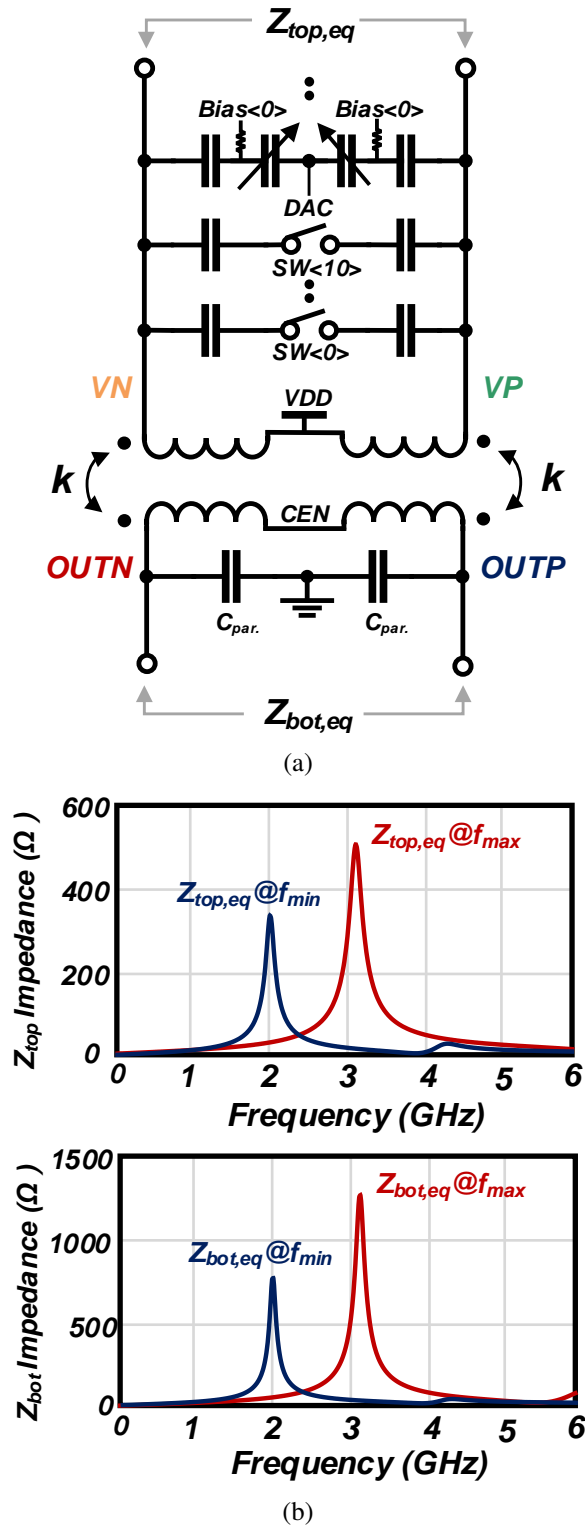 Z_top,eq
Bias<0> Bias<0>
DAC
SW<10>
SW<0>
VN VDD VP
k k
CEN
OUTN OUTP
C_par. C_par.
Z_bot,eq
(a)
Z_top Impedance (Ω)
600
400
200
0
Z_top,eq@f_max
Z_top,eq@f_min
0 1 2 3 4 5 6
Frequency (GHz)
Z_bot Impedance (Ω)
1500
1000
500
0
Z_bot,eq@f_max
Z_bot,eq@f_min
0 1 2 3 4 5 6
Frequency (GHz)
(b)